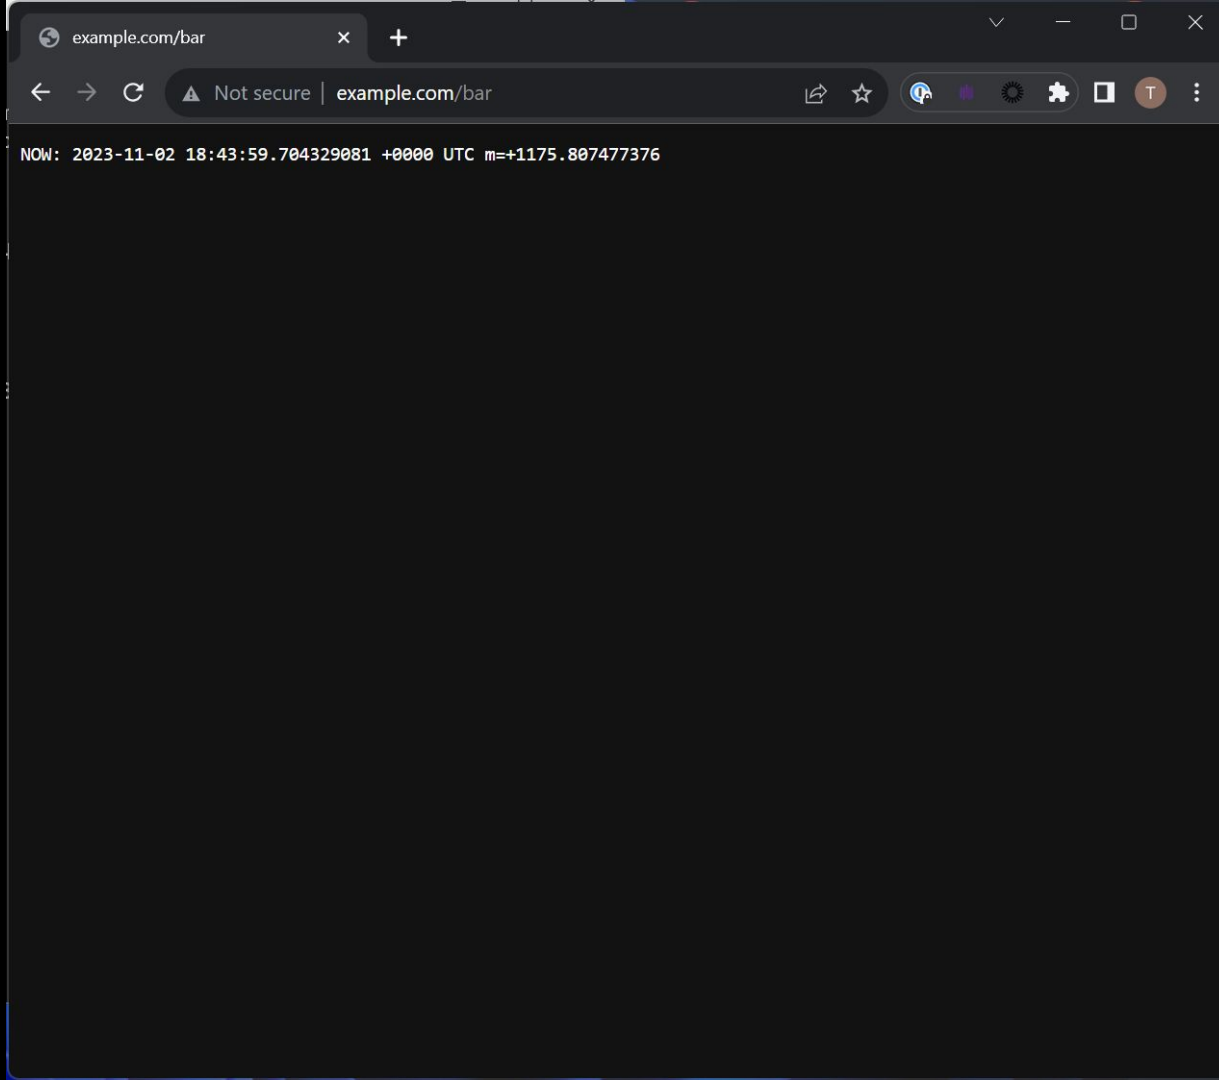 example.com/bar
Not secure | example.com/bar
T
NOW: 2023-11-02 18:43:59.704329081 +0000 UTC m=+1175.807477376